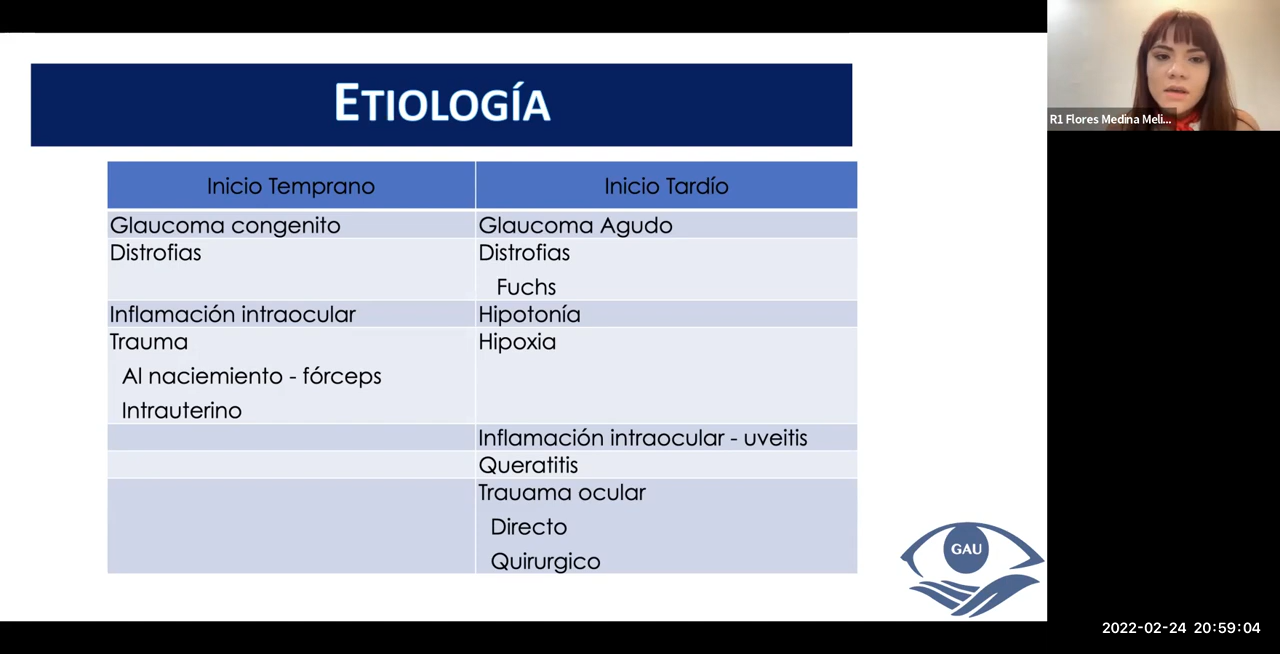 ETIOLOGÍA
R1 Flores Medina Meli...
Inicio Temprano
Inicio Tardío
Glaucoma congenito
Glaucoma Agudo
Distrofias
Distrofias
Fuchs
Inflamación intraocular
Hipotonía
Trauma
Hipoxia
Al naciemiento - fórceps
Intrauterino
Inflamación intraocular - uveitis
Queratitis
Trauama ocular
Directo
Quirurgico
GAU
2022-02-24 20:59:04